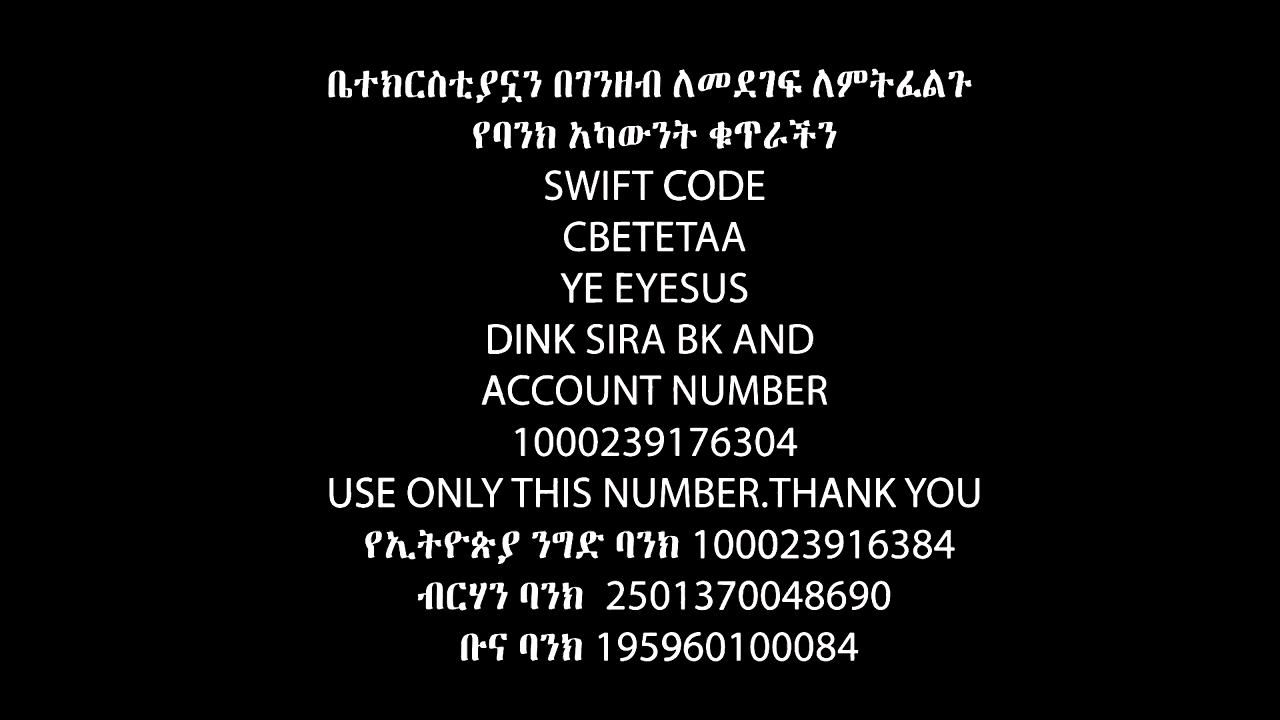 ቤተክርስቲያኗን በገንዘብ ለመደገፍ ለምትፈልጉ
የባንክ አካውንት ቁጥራችን
SWIFT CODE
CBETETAA
YE EYESUS
DINK SIRA BK AND
ACCOUNT NUMBER
1000239176304
USE ONLY THIS NUMBER.THANK YOU
የኢትዮጵያ ንግድ ባንክ 100023916384
ብርሃን ባንክ 2501370048690
ቡና ባንክ 195960100084